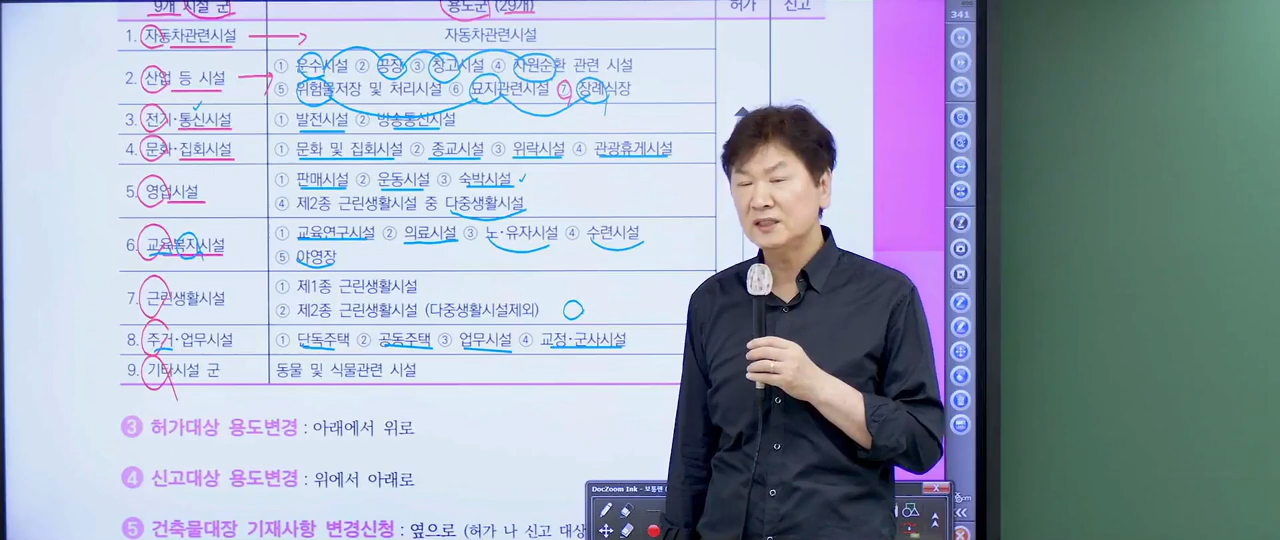 9개 시설 군 용도군 (29개) 허가 신고
341
1. 자동차관련시설 자동차관련시설
2. 산업 등 시설 ① 운수시설 ② 공장 ③ 창고시설 ④ 자원순환 관련 시설
⑤ 위험물저장 및 처리시설 ⑥ 묘지관련시설 ⑦ 장례식장
3. 전기·통신시설 ① 발전시설 ② 방송통신시설
4. 문화·집회시설 ① 문화 및 집회시설 ② 종교시설 ③ 위락시설 ④ 관광휴게시설
5. 영업시설 ① 판매시설 ② 운동시설 ③ 숙박시설
④ 제2종 근린생활시설 중 다중생활시설
6. 교육복지시설 ① 교육연구시설 ② 의료시설 ③ 노·유자시설 ④ 수련시설
⑤ 야영장
7. 근린생활시설 ① 제1종 근린생활시설
② 제2종 근린생활시설 (다중생활시설제외)
8. 주거·업무시설 ① 단독주택 ② 공동주택 ③ 업무시설 ④ 교정·군사시설
9. 기타시설 군 동물 및 식물관련 시설
❸ 허가대상 용도변경 : 아래에서 위로
❹ 신고대상 용도변경 : 위에서 아래로
DocZoom Ink - 보통펜
❺ 건축물대장 기재사항 변경신청 : 옆으로 (허가 나 신고 대상